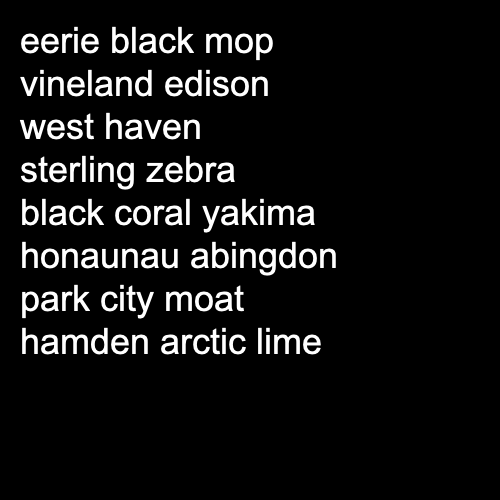 eerie black mop
vineland edison
west haven
sterling zebra
black coral yakima
honaunau abingdon
park city moat
hamden arctic lime